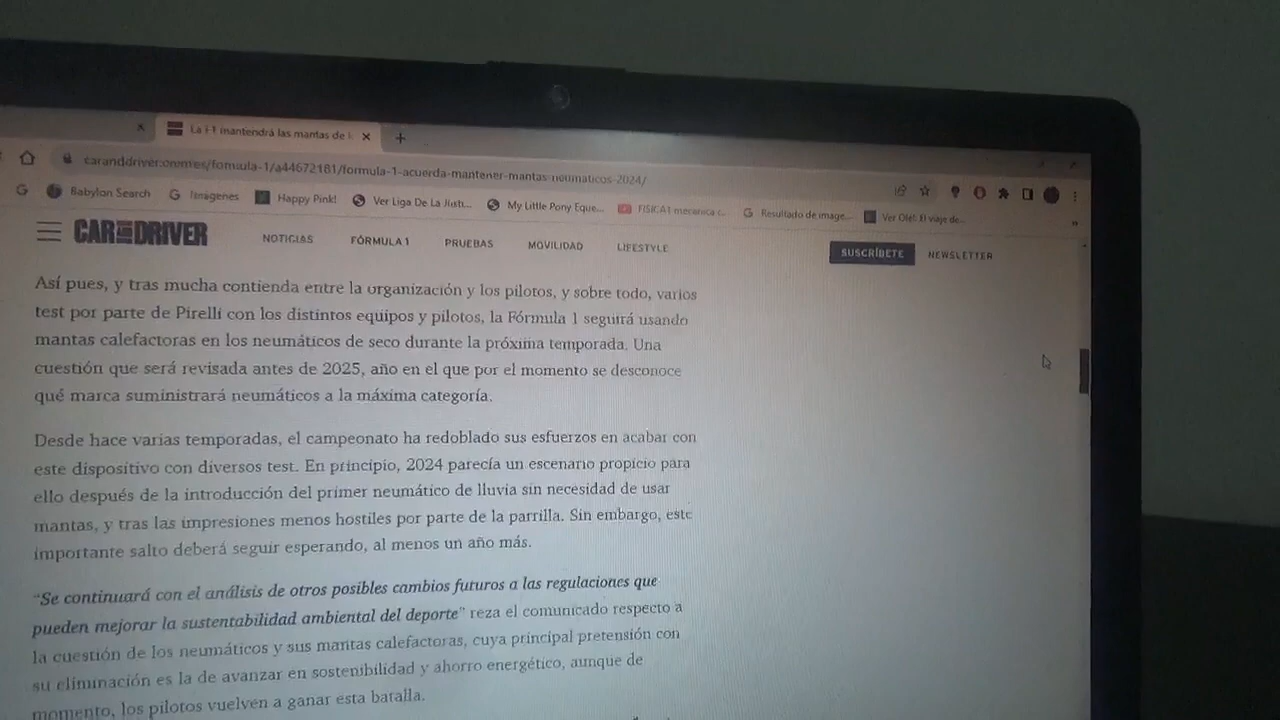 La F1 mantendrá las mantas de l
caranddriver.com/es/formula-1/a44672181/formula-1-acuerda-mantener-mantas-neumaticos-2024/
Babylon Search Imágenes Happy Pink! Ver Liga De La Justi... My Little Pony Eque... FISICA1 mecanica c... Resultado de image... Ver Olé!: El viaje de...
CAR AND DRIVER NOTICIAS FÓRMULA 1 PRUEBAS MOVILIDAD LIFESTYLE SUSCRÍBETE NEWSLETTER
Así pues, y tras mucha contienda entre la organización y los pilotos, y sobre todo, varios
test por parte de Pirelli con los distintos equipos y pilotos, la Fórmula 1 seguirá usando
mantas calefactoras en los neumáticos de seco durante la próxima temporada. Una
cuestión que será revisada antes de 2025, año en el que por el momento se desconoce
qué marca suministrará neumáticos a la máxima categoría.
Desde hace varias temporadas, el campeonato ha redoblado sus esfuerzos en acabar con
este dispositivo con diversos test. En principio, 2024 parecía un escenario propicio para
ello después de la introducción del primer neumático de lluvia sin necesidad de usar
mantas, y tras las impresiones menos hostiles por parte de la parrilla. Sin embargo, este
importante salto deberá seguir esperando, al menos un año más.
“Se continuará con el análisis de otros posibles cambios futuros a las regulaciones que
pueden mejorar la sustentabilidad ambiental del deporte” reza el comunicado respecto a
la cuestión de los neumáticos y sus mantas calefactoras, cuya principal pretensión con
su eliminación es la de avanzar en sostenibilidad y ahorro energético, aunque de
momento, los pilotos vuelven a ganar esta batalla.